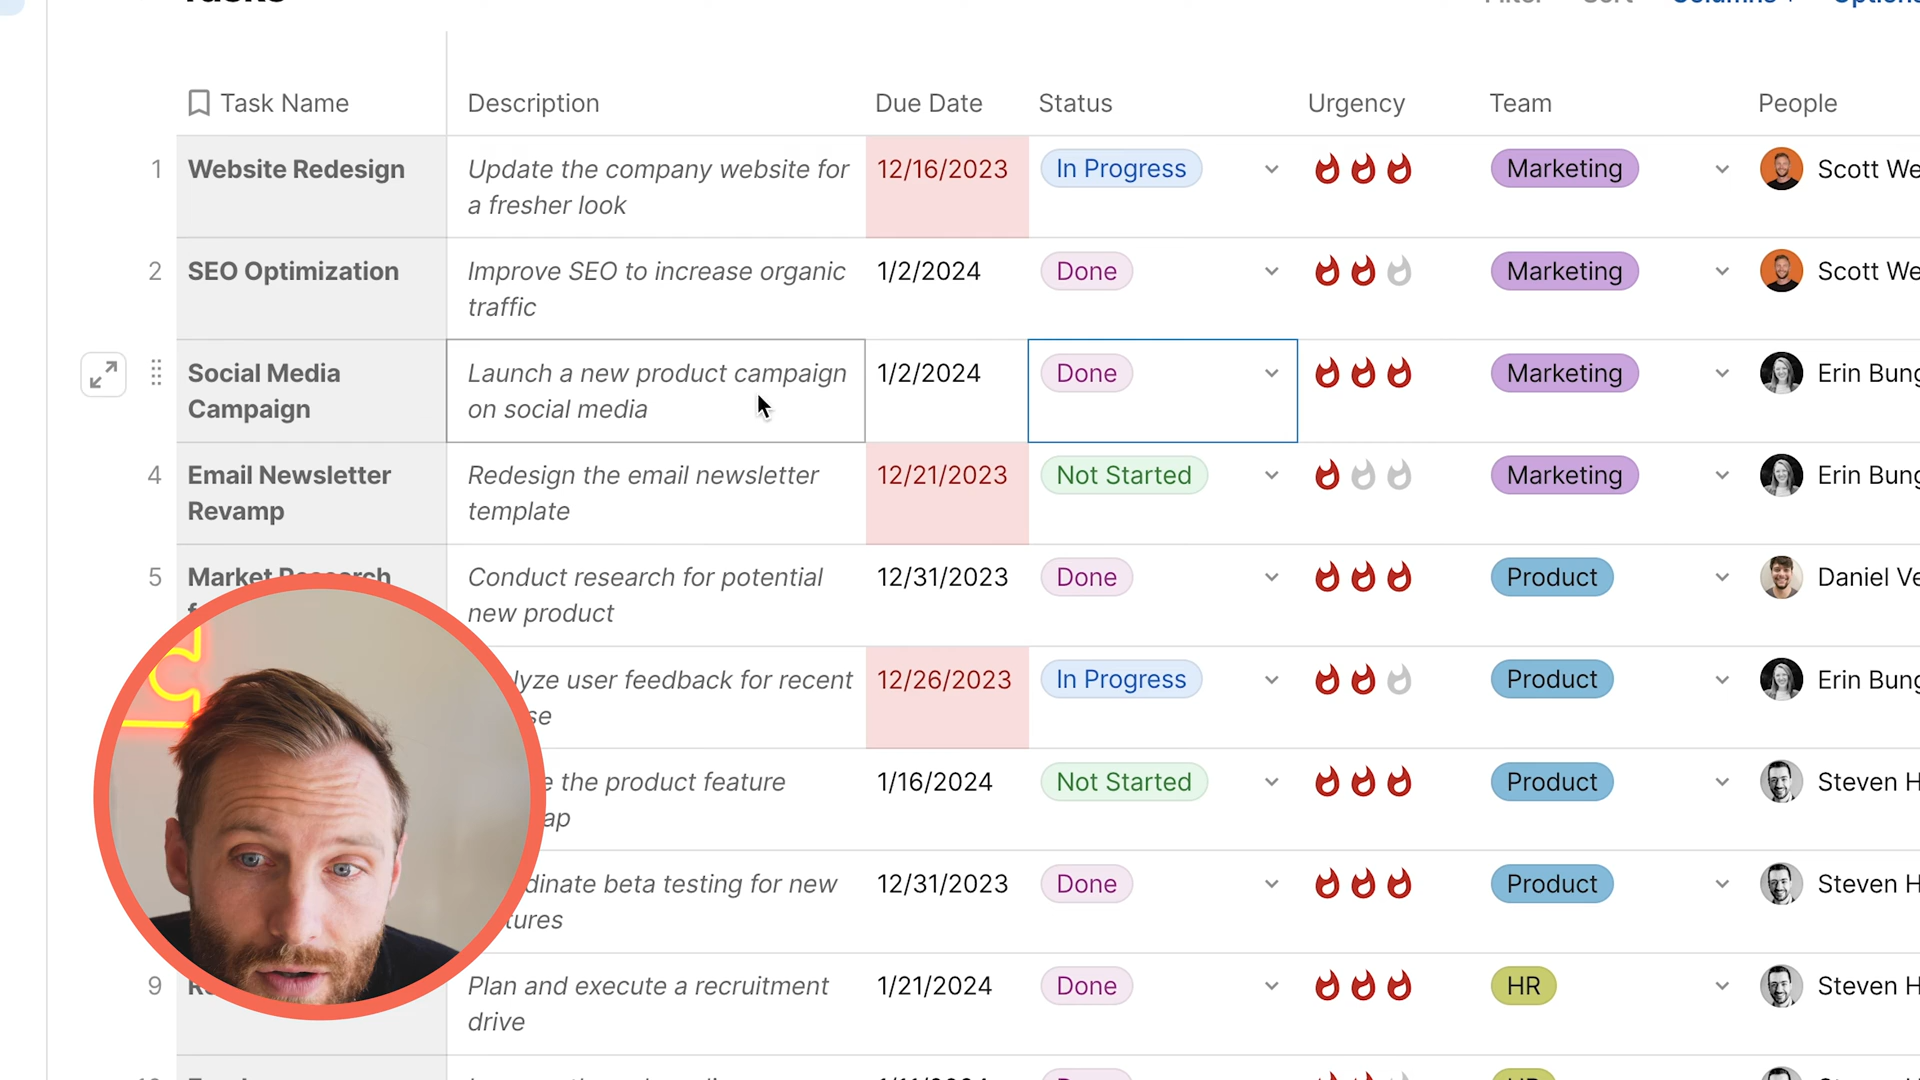 Task Name Description Due Date Status Urgency Team People
1 Website Redesign Update the company website for 12/16/2023 In Progress Marketing Scott We
a fresher look
2 SEO Optimization Improve SEO to increase organic 1/2/2024 Done Marketing Scott We
traffic
Social Media Launch a new product campaign 1/2/2024 Done Marketing Erin Bung
Campaign on social media
4 Email Newsletter Redesign the email newsletter 12/21/2023 Not Started Marketing Erin Bung
Revamp template
5 Market Research Conduct research for potential 12/31/2023 Done Product Daniel Ve
new product
lyze user feedback for recent 12/26/2023 In Progress Product Erin Bung
se
e the product feature 1/16/2024 Not Started Product Steven H
ap
dinate beta testing for new 12/31/2023 Done Product Steven H
tures
9 Plan and execute a recruitment 1/21/2024 Done HR Steven H
drive